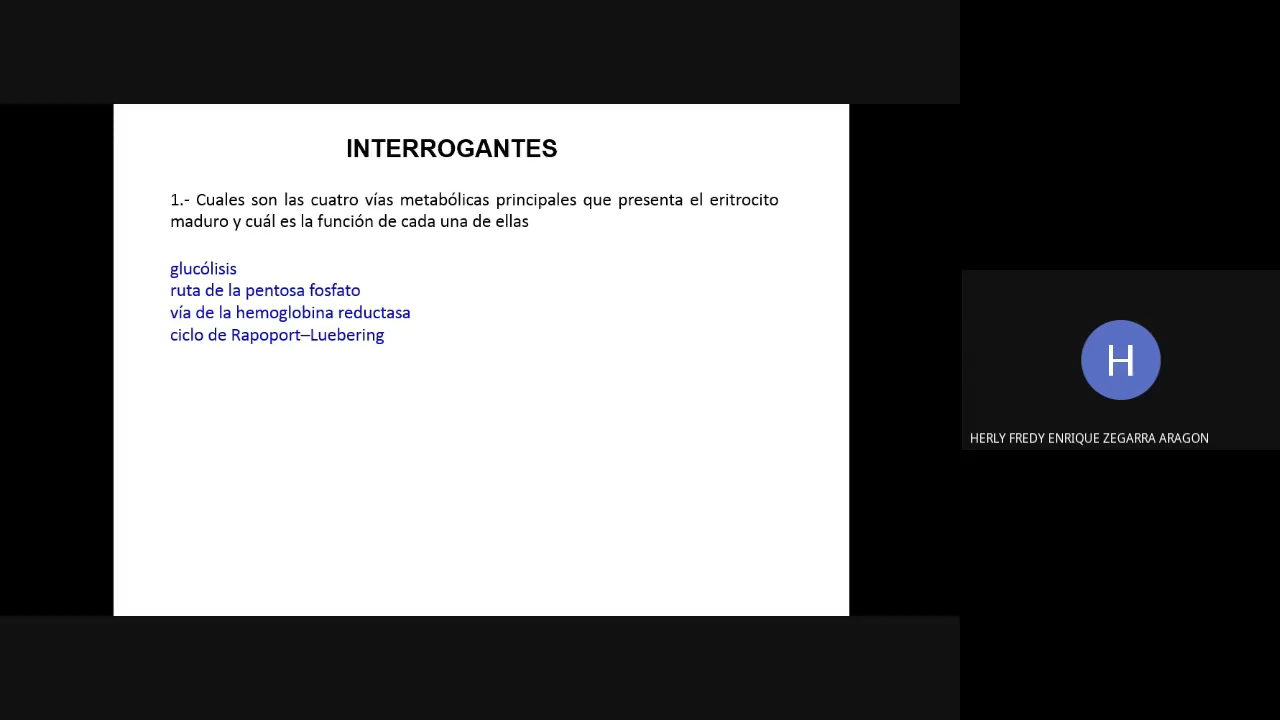 INTERROGANTES
1.- Cuales son las cuatro vías metabólicas principales que presenta el eritrocito
maduro y cuál es la función de cada una de ellas
glucólisis
ruta de la pentosa fosfato
vía de la hemoglobina reductasa
ciclo de Rapoport–Luebering
H
HERLY FREDY ENRIQUE ZEGARRA ARAGON